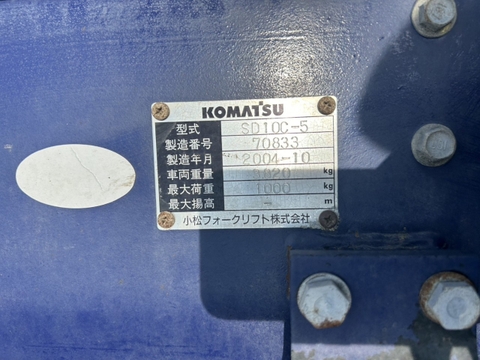 KOMATSU
型式 SD10C-5
製造番号 70833
製造年月 2004-10
車両重量 kg
最大荷重 1000 kg
最大揚高 - m
小松フォークリフト株式会社